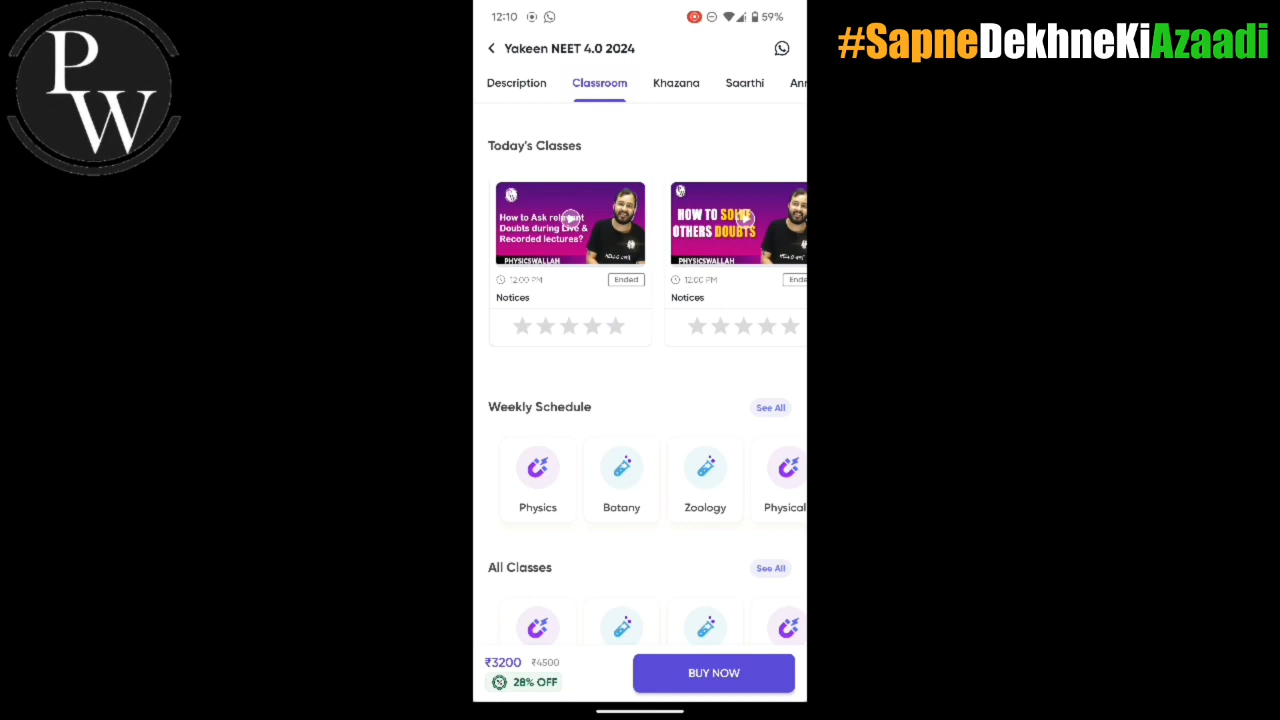 PW
#SapneDekhneKiAzaadi
12:10
59%
Yakeen NEET 4.0 2024
Description Classroom Khazana Saarthi Ann
Today's Classes
How to Ask relevant
Doubts during Live &
Recorded lectures?
PHYSICSWALLAH
HOW TO SOLVE
OTHERS DOUBTS
PHYSICSWALLAH
12:00 PM Ended
12:00 PM Ende
Notices
Notices
Weekly Schedule See All
Physics Botany Zoology Physical
All Classes See All
₹3200 ₹4500
28% OFF
BUY NOW